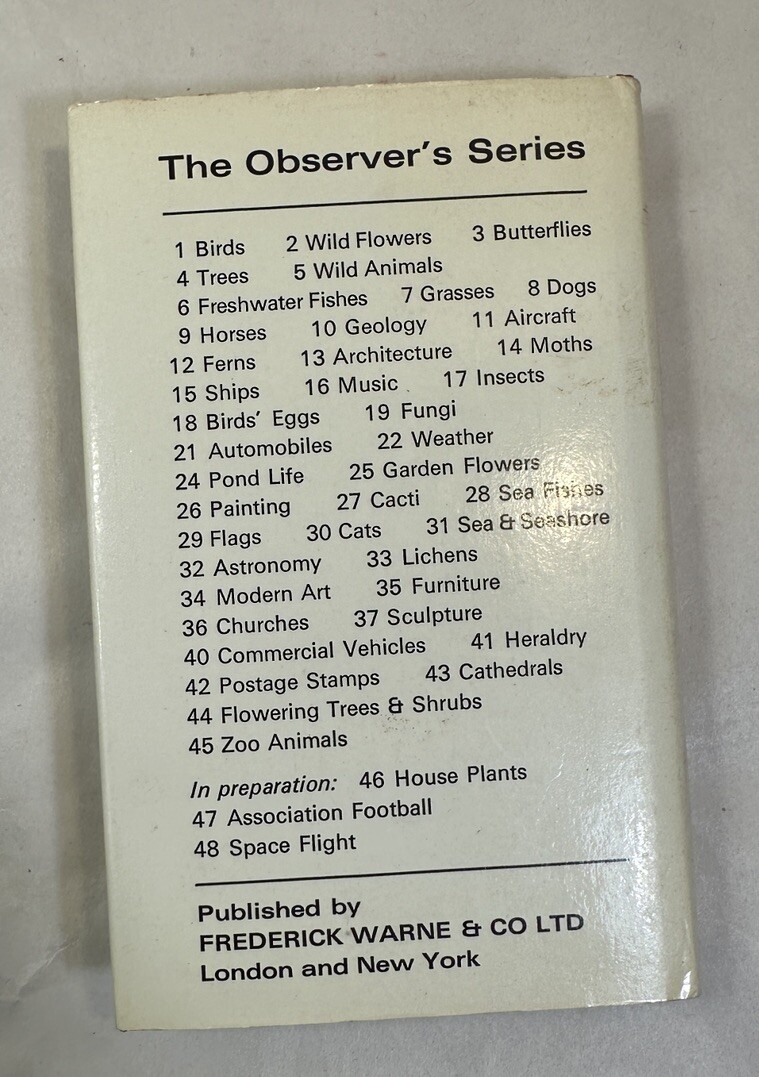 The Observer's Series
1 Birds 2 Wild Flowers 3 Butterflies
4 Trees 5 Wild Animals
6 Freshwater Fishes 7 Grasses 8 Dogs
9 Horses 10 Geology 11 Aircraft
12 Ferns 13 Architecture 14 Moths
15 Ships 16 Music 17 Insects
18 Birds' Eggs 19 Fungi
21 Automobiles 22 Weather
24 Pond Life 25 Garden Flowers
26 Painting 27 Cacti 28 Sea Fishes
29 Flags 30 Cats 31 Sea & Seashore
32 Astronomy 33 Lichens
34 Modern Art 35 Furniture
36 Churches 37 Sculpture
40 Commercial Vehicles 41 Heraldry
42 Postage Stamps 43 Cathedrals
44 Flowering Trees & Shrubs
45 Zoo Animals
In preparation: 46 House Plants
47 Association Football
48 Space Flight
Published by
FREDERICK WARNE & CO LTD
London and New York